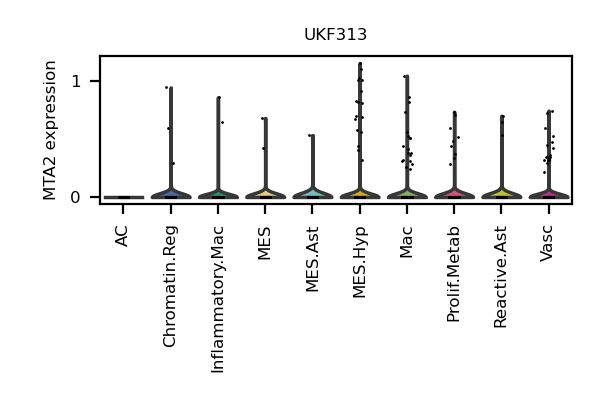 UKF313
MTA2 expression
1
0
AC
Chromatin.Reg
Inflammatory.Mac
MES
MES.Ast
MES.Hyp
Mac
Prolif.Metab
Reactive.Ast
Vasc